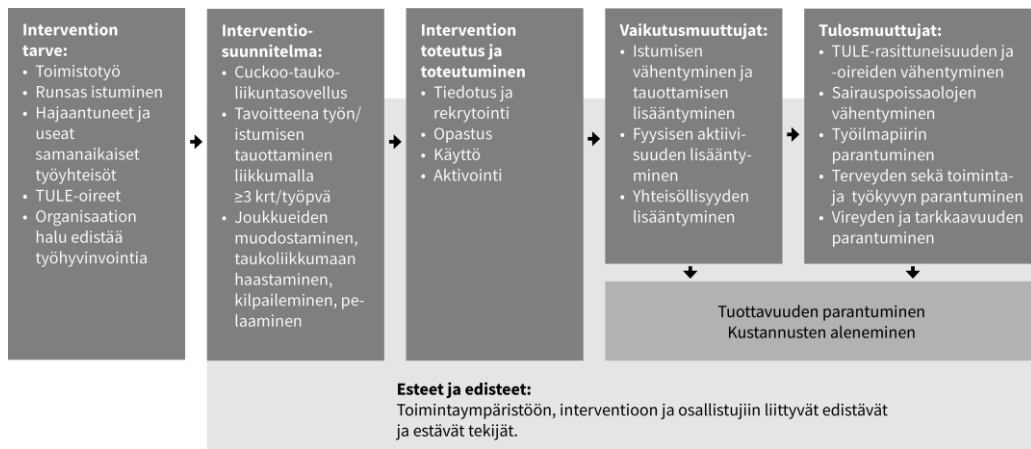 Intervention
tarve:
• Toimistotyö
• Runsas istuminen
• Hajaantuneet ja
useat
samanaikaiset
työyhteisöt
• TULE-oireet
• Organisaation
halu edistää
työhyvinvointia
Interventio-
suunnitelma:
• Cuckoo-tauko-
liikuntasovellus
• Tavoitteena työn/
istumisen
tauottaminen
liikkumalla
≥3 krt/työpvä
• Joukkueiden
muodostaminen,
taukoliikkumaan
haastaminen,
kilpaileminen, pe-
laaminen
Intervention
toteutus ja
toteutuminen
• Tiedotus ja
rekrytointi
• Opastus
• Käyttö
• Aktivointi
Vaikutusmuuttujat:
• Istumisen
vähentyminen ja
tauottamisen
lisääntyminen
• Fyysisen aktiivi-
suuden lisäänty-
minen
• Yhteisöllisyyden
lisääntyminen
Tulosmuuttujat:
• TULE-rasittuneisuuden ja
-oireiden vähentyminen
• Sairauspoissaolojen
vähentyminen
• Työilmapiirin
parantuminen
• Terveyden sekä toiminta-
ja työkyvyn parantuminen
• Vireyden ja tarkkaavuuden
parantuminen
Tuottavuuden parantuminen
Kustannusten aleneminen
Esteet ja edisteet:
Toimintaympäristöön, interventioon ja osallistujiin liittyvät edistävät
ja estävät tekijät.